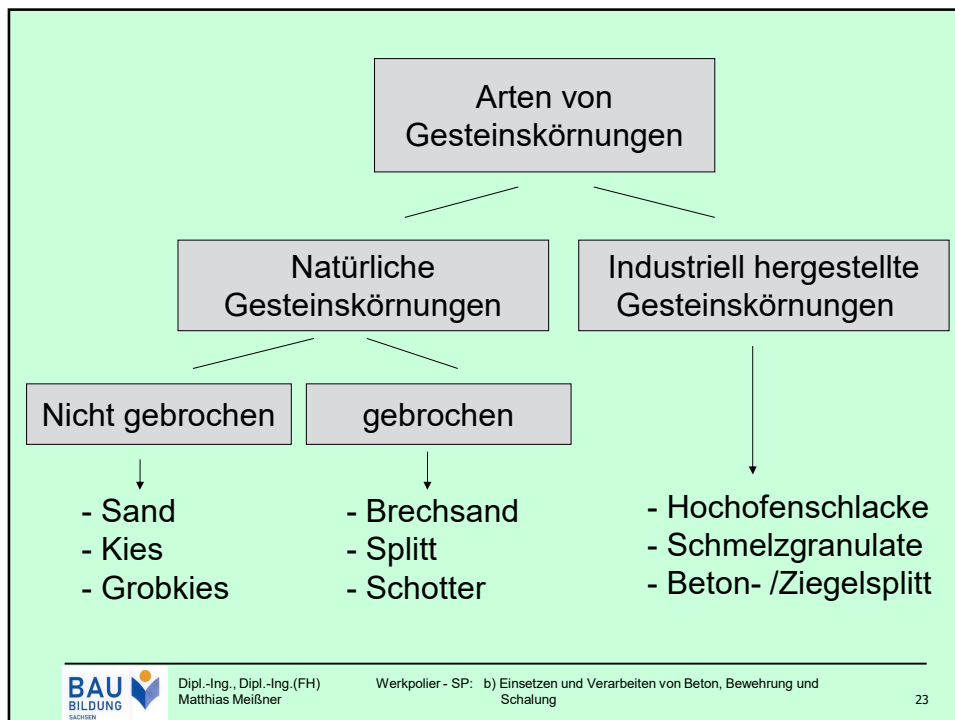 Arten von
Gesteinskörnungen
Natürliche
Gesteinskörnungen
Industriell hergestellte
Gesteinskörnungen
Nicht gebrochen
gebrochen
- Sand
- Kies
- Grobkies
- Brechsand
- Splitt
- Schotter
- Hochofenschlacke
- Schmelzgranulate
- Beton- /Ziegelsplitt
BAU
BILDUNG
SACHSEN
Dipl.-Ing., Dipl.-Ing.(FH)
Matthias Meißner
Werkpolier - SP: b) Einsetzen und Verarbeiten von Beton, Bewehrung und
Schalung
23